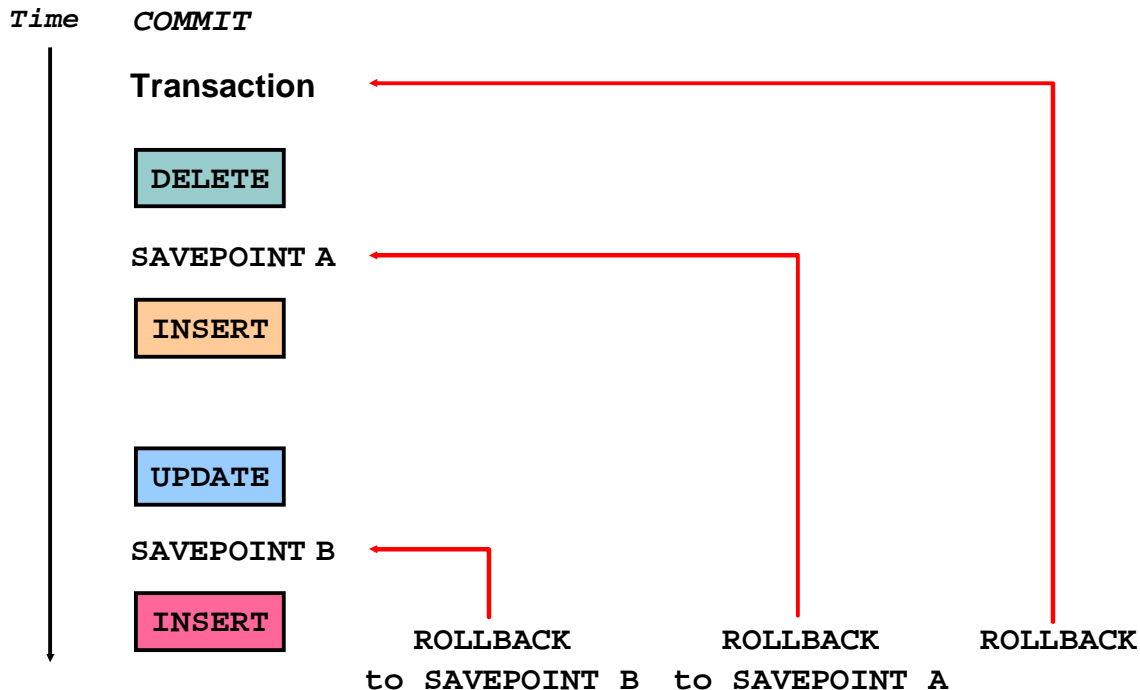 Time COMMIT
Transaction
DELETE
SAVEPOINT A
INSERT
UPDATE
SAVEPOINT B
INSERT
ROLLBACK
to SAVEPOINT B
ROLLBACK
to SAVEPOINT A
ROLLBACK